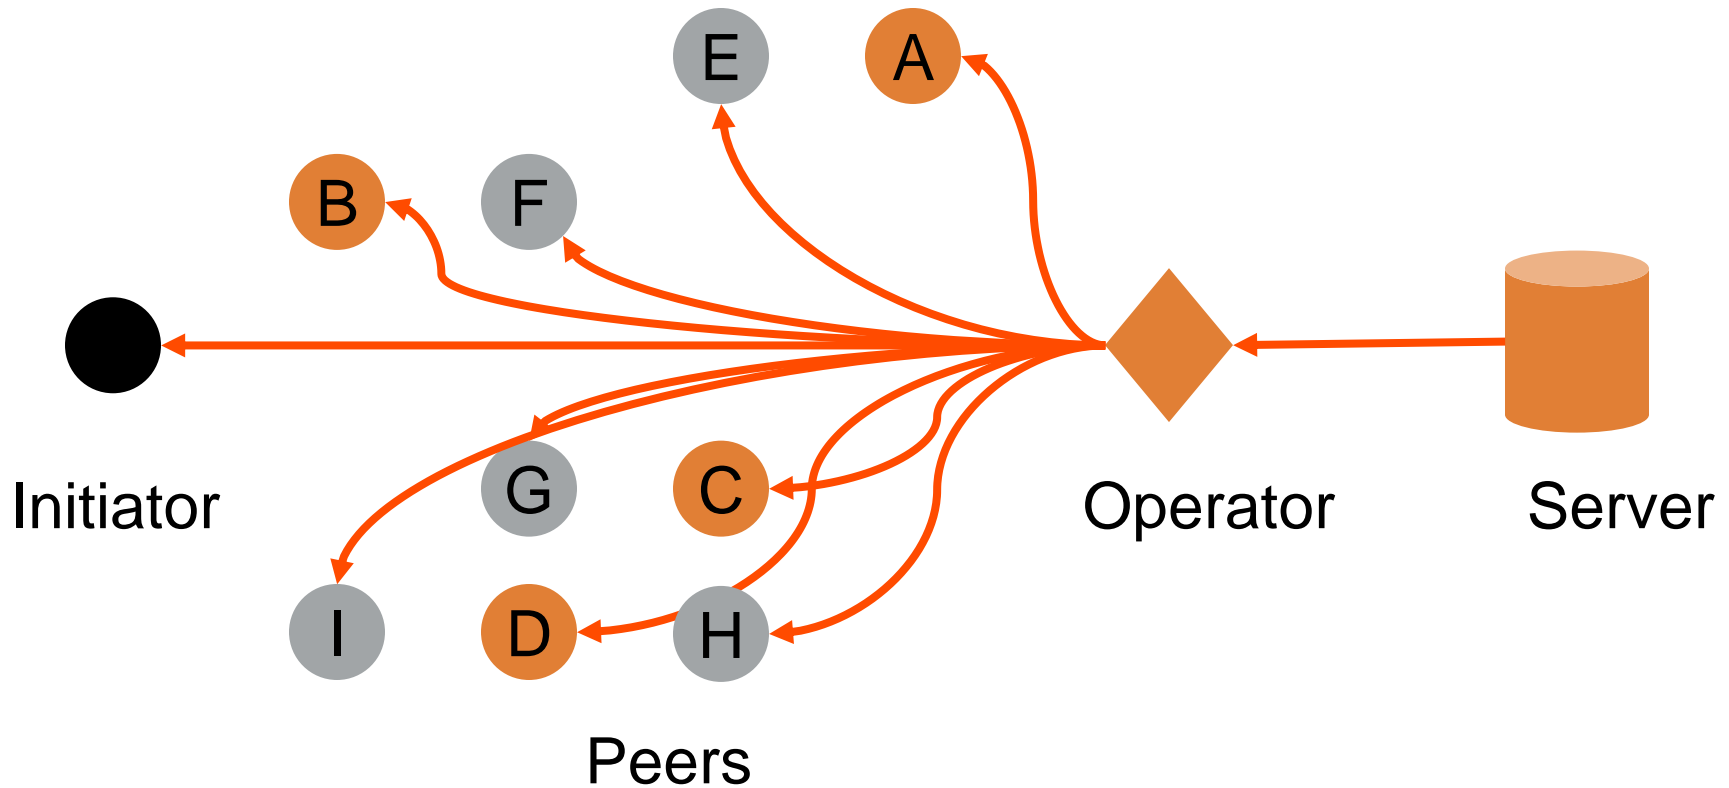 E
A
B
F
G
C
Initiator
Operator
Server
I
D
H
Peers